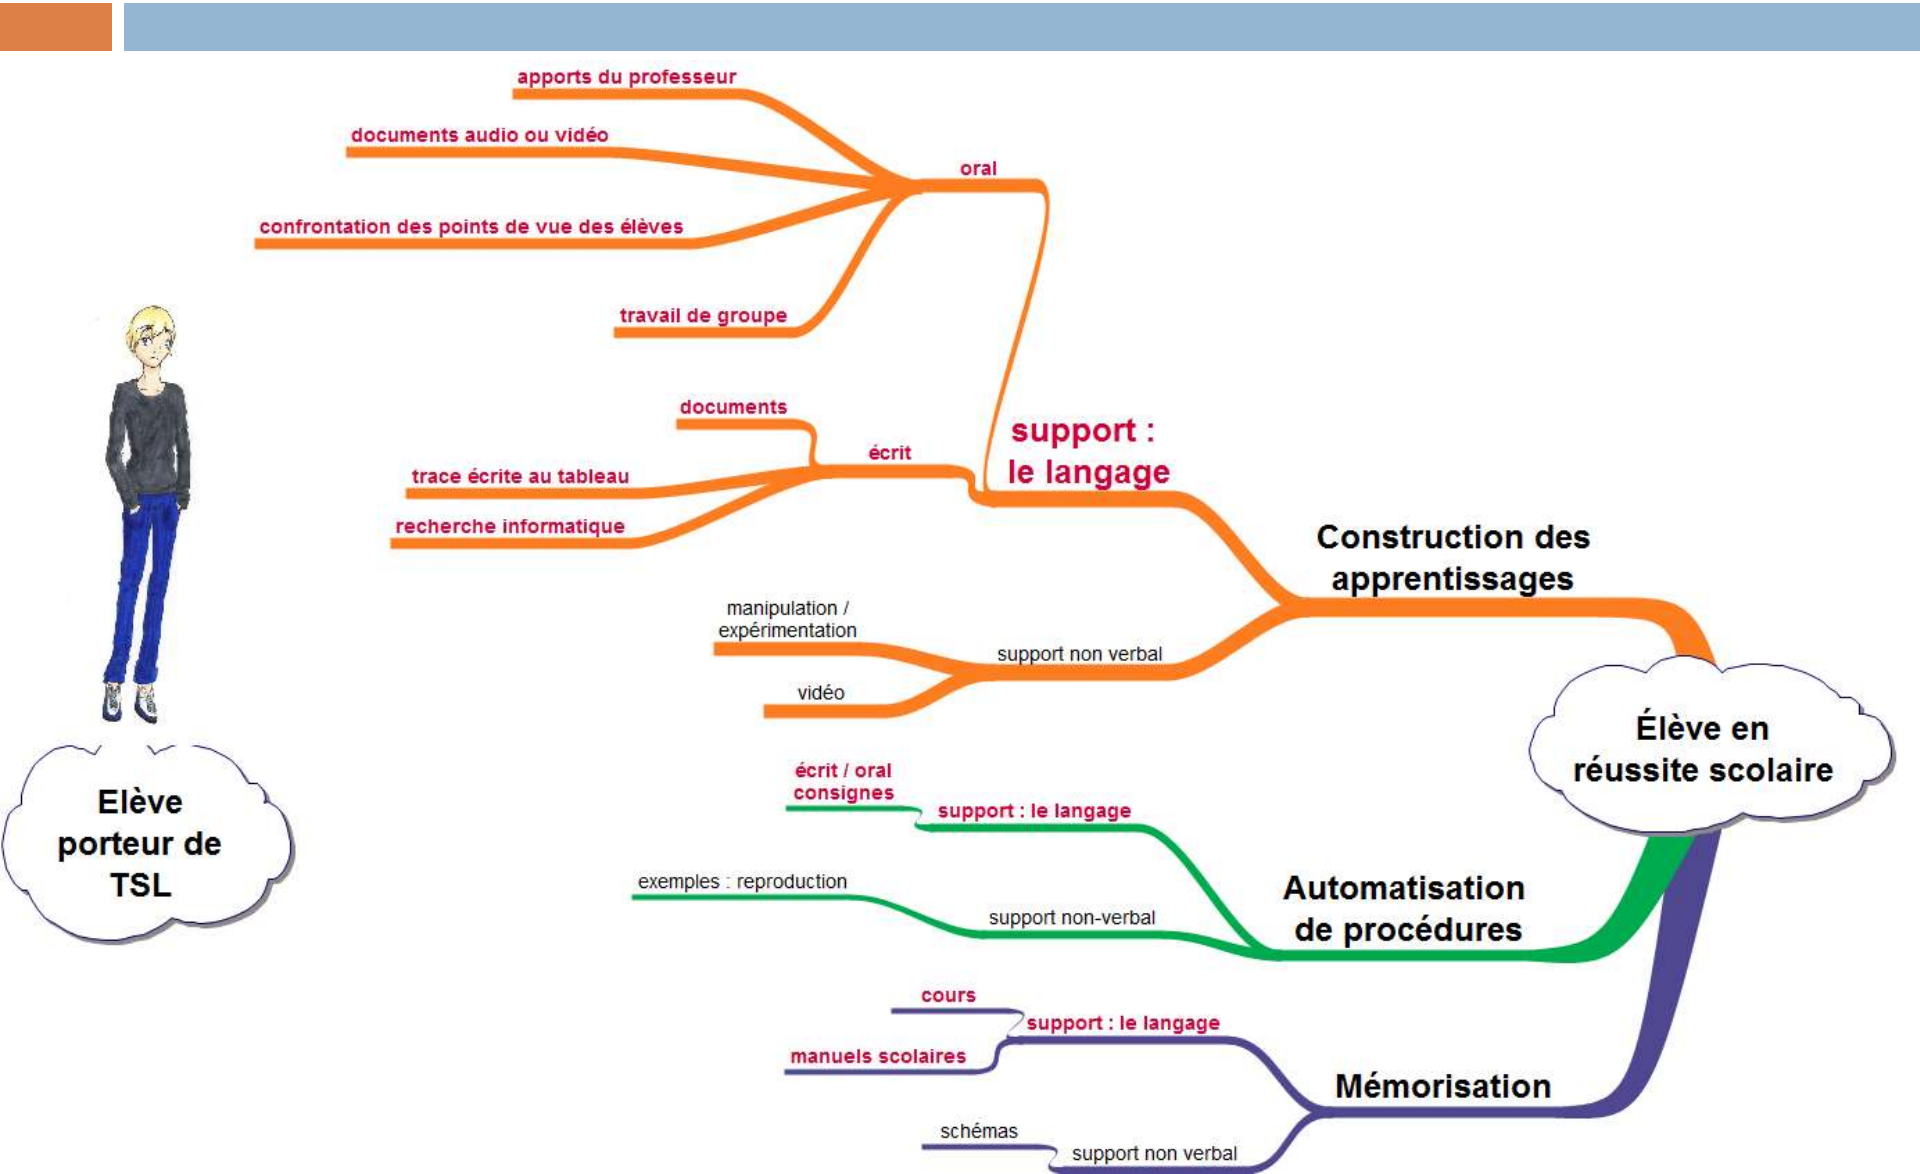 apports du professeur
documents audio ou vidéo
oral
confrontation des points de vue des élèves
travail de groupe
documents
écrit
trace écrite au tableau
recherche informatique
support :
le langage
Construction des
apprentissages
manipulation /
expérimentation
support non verbal
vidéo
Élève en
réussite scolaire
écrit / oral
consignes
support : le langage
exemples : reproduction
support non-verbal
Automatisation
de procédures
cours
support : le langage
manuels scolaires
Mémorisation
schémas
support non verbal
Elève
porteur de
TSL